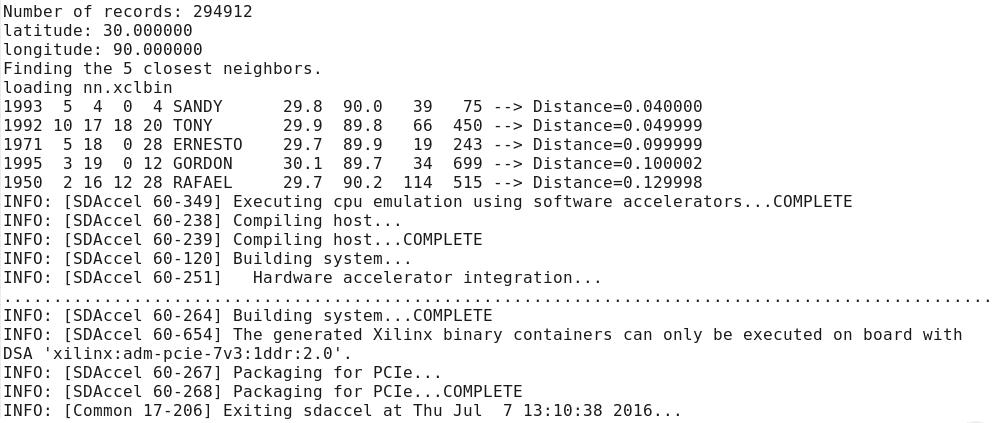 Number of records: 294912
latitude: 30.000000
longitude: 90.000000
Finding the 5 closest neighbors.
loading nn.xclbin
1993  5  4  0  4 SANDY      29.8  90.0   39   75 --> Distance=0.040000
1992 10 17 18 20 TONY       29.9  89.8   66  450 --> Distance=0.049999
1971  5 18  0 28 ERNESTO    29.7  89.9   19  243 --> Distance=0.099999
1995  3 19  0 12 GORDON     30.1  89.7   34  699 --> Distance=0.100002
1950  2 16 12 28 RAFAEL     29.7  90.2  114  515 --> Distance=0.129998
INFO: [SDAccel 60-349] Executing cpu emulation using software accelerators...COMPLETE
INFO: [SDAccel 60-238] Compiling host...
INFO: [SDAccel 60-239] Compiling host...COMPLETE
INFO: [SDAccel 60-120] Building system...
INFO: [SDAccel 60-251]   Hardware accelerator integration...
...................................................................................................
INFO: [SDAccel 60-264] Building system...COMPLETE
INFO: [SDAccel 60-654] The generated Xilinx binary containers can only be executed on board with
DSA 'xilinx:adm-pcie-7v3:1ddr:2.0'.
INFO: [SDAccel 60-267] Packaging for PCIe...
INFO: [SDAccel 60-268] Packaging for PCIe...COMPLETE
INFO: [Common 17-206] Exiting sdaccel at Thu Jul  7 13:10:38 2016...